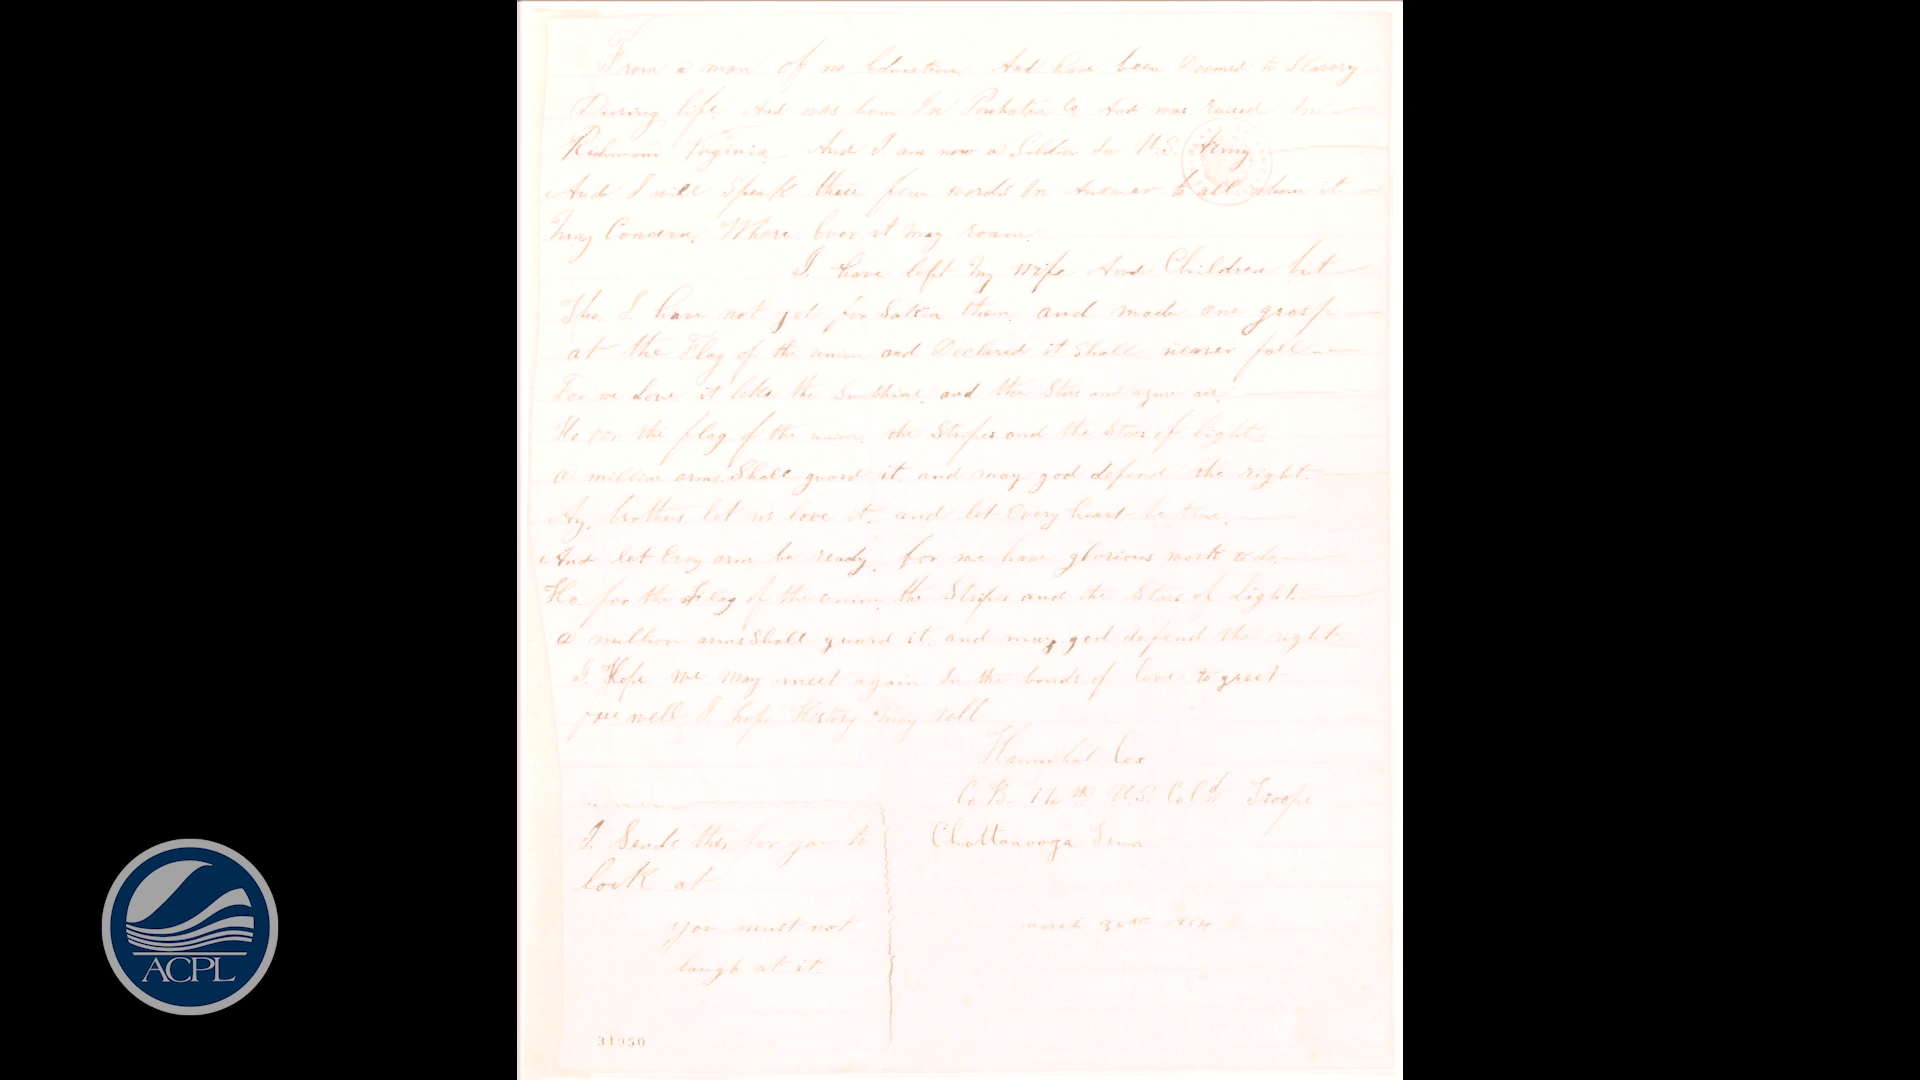 From a man of no Education. And have been Doomed to Slavery
During life, And was born In Powhatan Co. And was raised In
Richmond Virginia. And I am now a Soldier In U.S. Army.
And I will Speak these few words In Answer to all whom it
May Concern. Where Ever it may roam.
I have left My Wife And Children but
Tho. I. have not yet for Saken them. and made one grasp
at the Flag of the union and Declared it Shall never fall
For we Love it like the Sunshine. and the Stars and azure air.
Ho for the flag of the union. the Stripes and the Stars of Light.
a million arms Shall guard it. and may god defend the right.
Ay, brothers let us love it. and let Every heart be true.
And let Every arm be ready. for we have glorious work to do.
Ho. for the Flag of the union. the Stripes and the Stars of Light.
a million arms Shall guard it. and may god defend the right
I. Hope we may meet again In the bonds of love to greet
well I hope History may tell
Hannibal Cox
Co. B. 14th U.S. Col'd Troops
Chattanooga Tenn
march 30th 1864
I. Sends this for you to
look at
you must not
laugh at it.
31950
ACPL